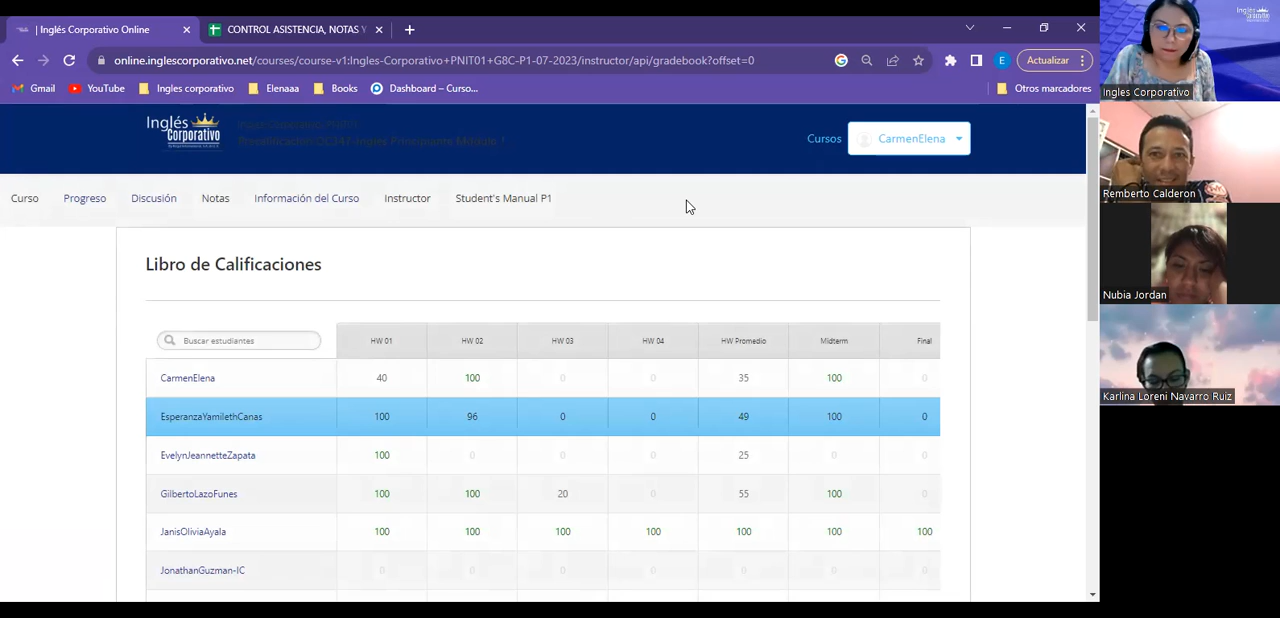 | Inglés Corporativo Online
CONTROL ASISTENCIA, NOTAS Y
online.inglescorporativo.net/courses/course-v1:Ingles-Corporativo+PNIT01+G8C-P1-07-2023/instructor/api/gradebook?offset=0
E
Actualizar
Gmail
YouTube
Ingles corporativo
Elenaaa
Books
Dashboard – Curso...
Otros marcadores
Inglés
Corporativo
Cursos
CarmenElena
Curso
Progreso
Discusión
Notas
Información del Curso
Instructor
Student's Manual P1
Libro de Calificaciones
Buscar estudiantes HW 01 HW 02 HW 03 HW 04 HW Promedio Midterm Final
CarmenElena 40 100 0 0 35 100 0
EsperanzaYamilethCanas 100 96 0 0 49 100 0
EvelynJeannetteZapata 100 0 0 0 25 0 0
GilbertoLazoFunes 100 100 20 0 55 100 0
JanisOliviaAyala 100 100 100 100 100 100 100
JonathanGuzman-IC 0 0 0 0 0 0 0
Ingles Corporativo
Remberto Calderon
Nubia Jordan
Karlina Loreni Navarro Ruiz